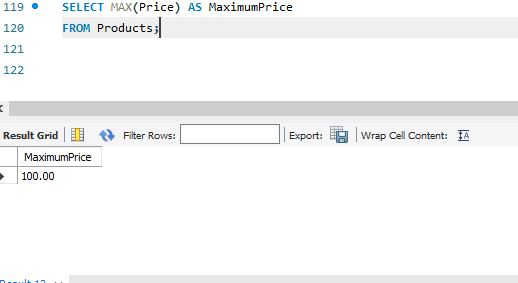 119 SELECT MAX(Price) AS MaximumPrice
120 FROM Products;
121
122
Result Grid Filter Rows: Export: Wrap Cell Content: IA
MaximumPrice
100.00